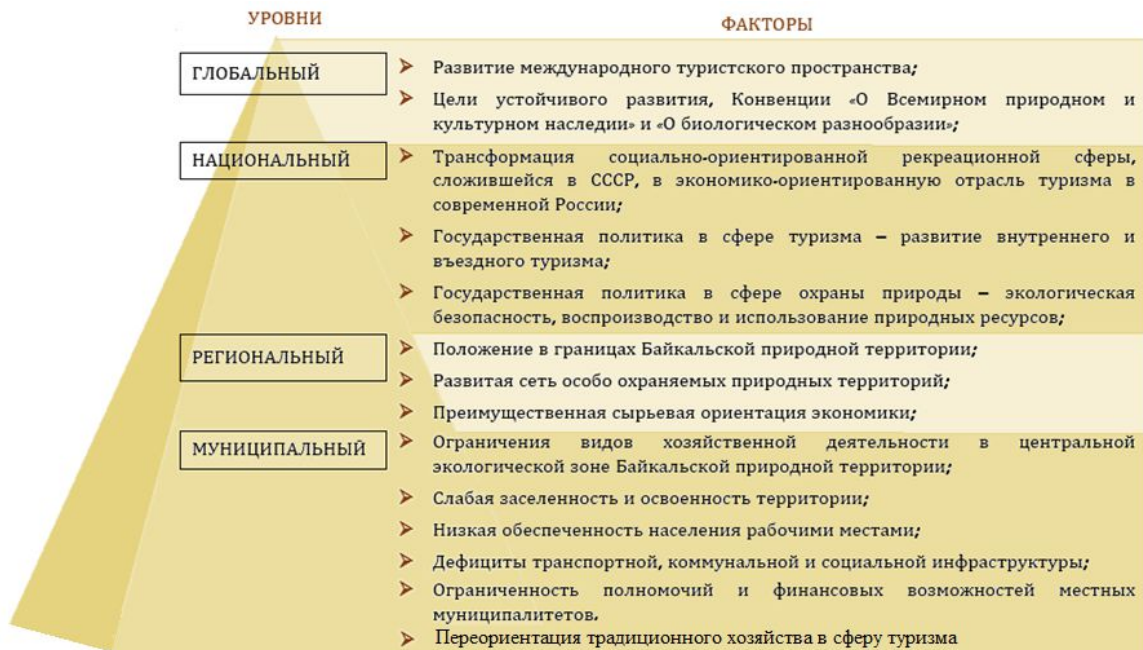 УРОВНИ
ФАКТОРЫ
ГЛОБАЛЬНЫЙ
➤ Развитие международного туристского пространства;
➤ Цели устойчивого развития, Конвенции «О Всемирном природном и
культурном наследии» и «О биологическом разнообразии»;
НАЦИОНАЛЬНЫЙ
➤ Трансформация социально-ориентированной рекреационной сферы,
сложившейся в СССР, в экономико-ориентированную отрасль туризма в
современной России;
➤ Государственная политика в сфере туризма – развитие внутреннего и
въездного туризма;
➤ Государственная политика в сфере охраны природы – экологическая
безопасность, воспроизводство и использование природных ресурсов;
РЕГИОНАЛЬНЫЙ
➤ Положение в границах Байкальской природной территории;
➤ Развитая сеть особо охраняемых природных территорий;
➤ Преимущественная сырьевая ориентация экономики;
МУНИЦИПАЛЬНЫЙ
➤ Ограничения видов хозяйственной деятельности в центральной
экологической зоне Байкальской природной территории;
➤ Слабая заселенность и освоенность территории;
➤ Низкая обеспеченность населения рабочими местами;
➤ Дефициты транспортной, коммунальной и социальной инфраструктуры;
➤ Ограниченность полномочий и финансовых возможностей местных
муниципалитетов.
➤ Переориентация традиционного хозяйства в сферу туризма